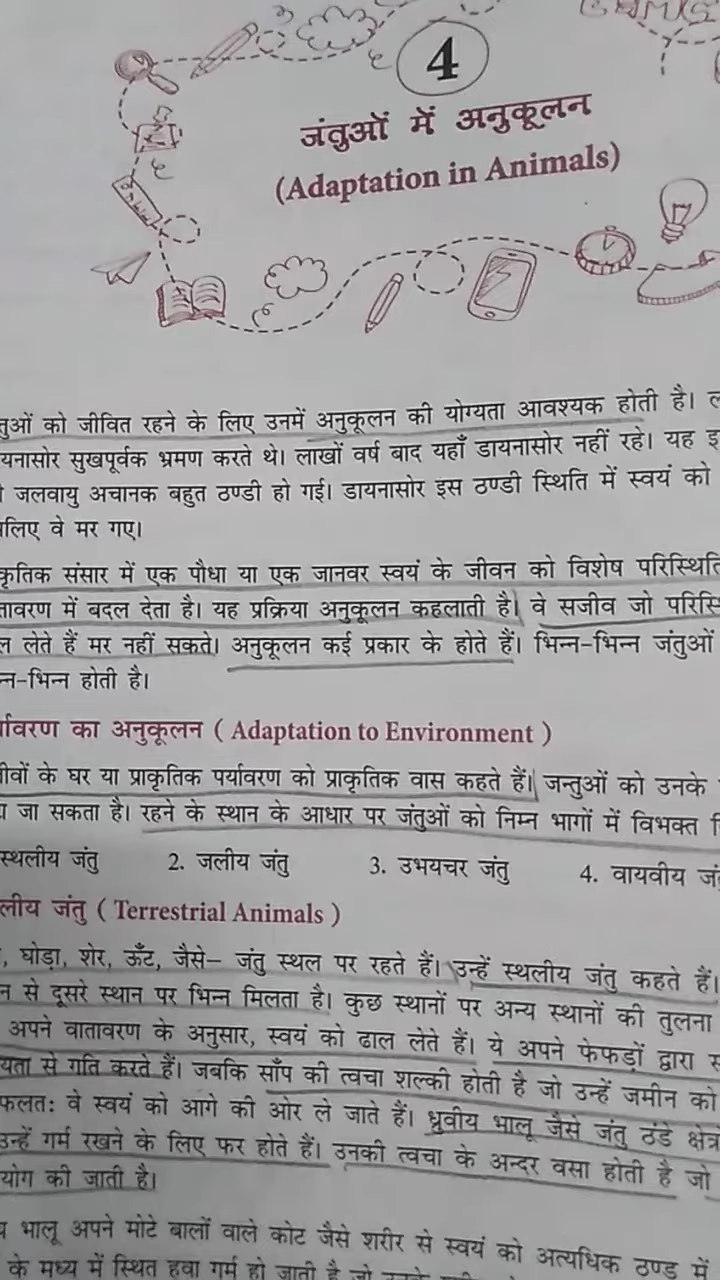 4
जंतुओं में अनुकूलन
(Adaptation in Animals)
तुओं को जीवित रहने के लिए उनमें अनुकूलन की योग्यता आवश्यक होती है।
यनासोर सुखपूर्वक भ्रमण करते थे। लाखों वर्ष बाद यहाँ डायनासोर नहीं रहे। यह
जलवायु अचानक बहुत ठण्डी हो गई। डायनासोर इस ठण्डी स्थिति में स्वयं को
लिए वे मर गए।
कृतिक संसार में एक पौधा या एक जानवर स्वयं के जीवन को विशेष परिस्थिति
तावरण में बदल देता है। यह प्रक्रिया अनुकूलन कहलाती है। वे सजीव जो
ल लेते हैं मर नहीं सकते। अनुकूलन कई प्रकार के होते हैं। भिन्न-भिन्न जंतुओं
न्न-भिन्न होती है।
र्यावरण का अनुकूलन ( Adaptation to Environment )
ीवों के घर या प्राकृतिक पर्यावरण को प्राकृतिक वास कहते हैं। जन्तुओं को उनके
जा सकता है। रहने के स्थान के आधार पर जंतुओं को निम्न भागों में विभक्त
स्थलीय जंतु 2. जलीय जंतु 3. उभयचर जंतु 4. वायवीय
लीय जंतु ( Terrestrial Animals )
, घोड़ा, शेर, ऊँट, जैसे– जंतु स्थल पर रहते हैं। उन्हें स्थलीय जंतु कहते हैं।
न से दूसरे स्थान पर भिन्न मिलता है। कुछ स्थानों पर अन्य स्थानों की तुलना
अपने वातावरण के अनुसार, स्वयं को ढाल लेते हैं। ये अपने फेफड़ों द्वारा
यता से गति करते हैं। जबकि साँप की त्वचा शल्की होती है जो उन्हें जमीन को
फलतः वे स्वयं को आगे की ओर ले जाते हैं। ध्रुवीय भालू जैसे जंतु ठंडे क्षेत्र
उन्हें गर्म रखने के लिए फर होते हैं। उनकी त्वचा के अन्दर वसा होती है जो
योग की जाती है।
भालू अपने मोटे बालों वाले कोट जैसे शरीर से स्वयं को अत्यधिक ठण्ड में
के मध्य में स्थित हवा गर्म हो जाती है जो